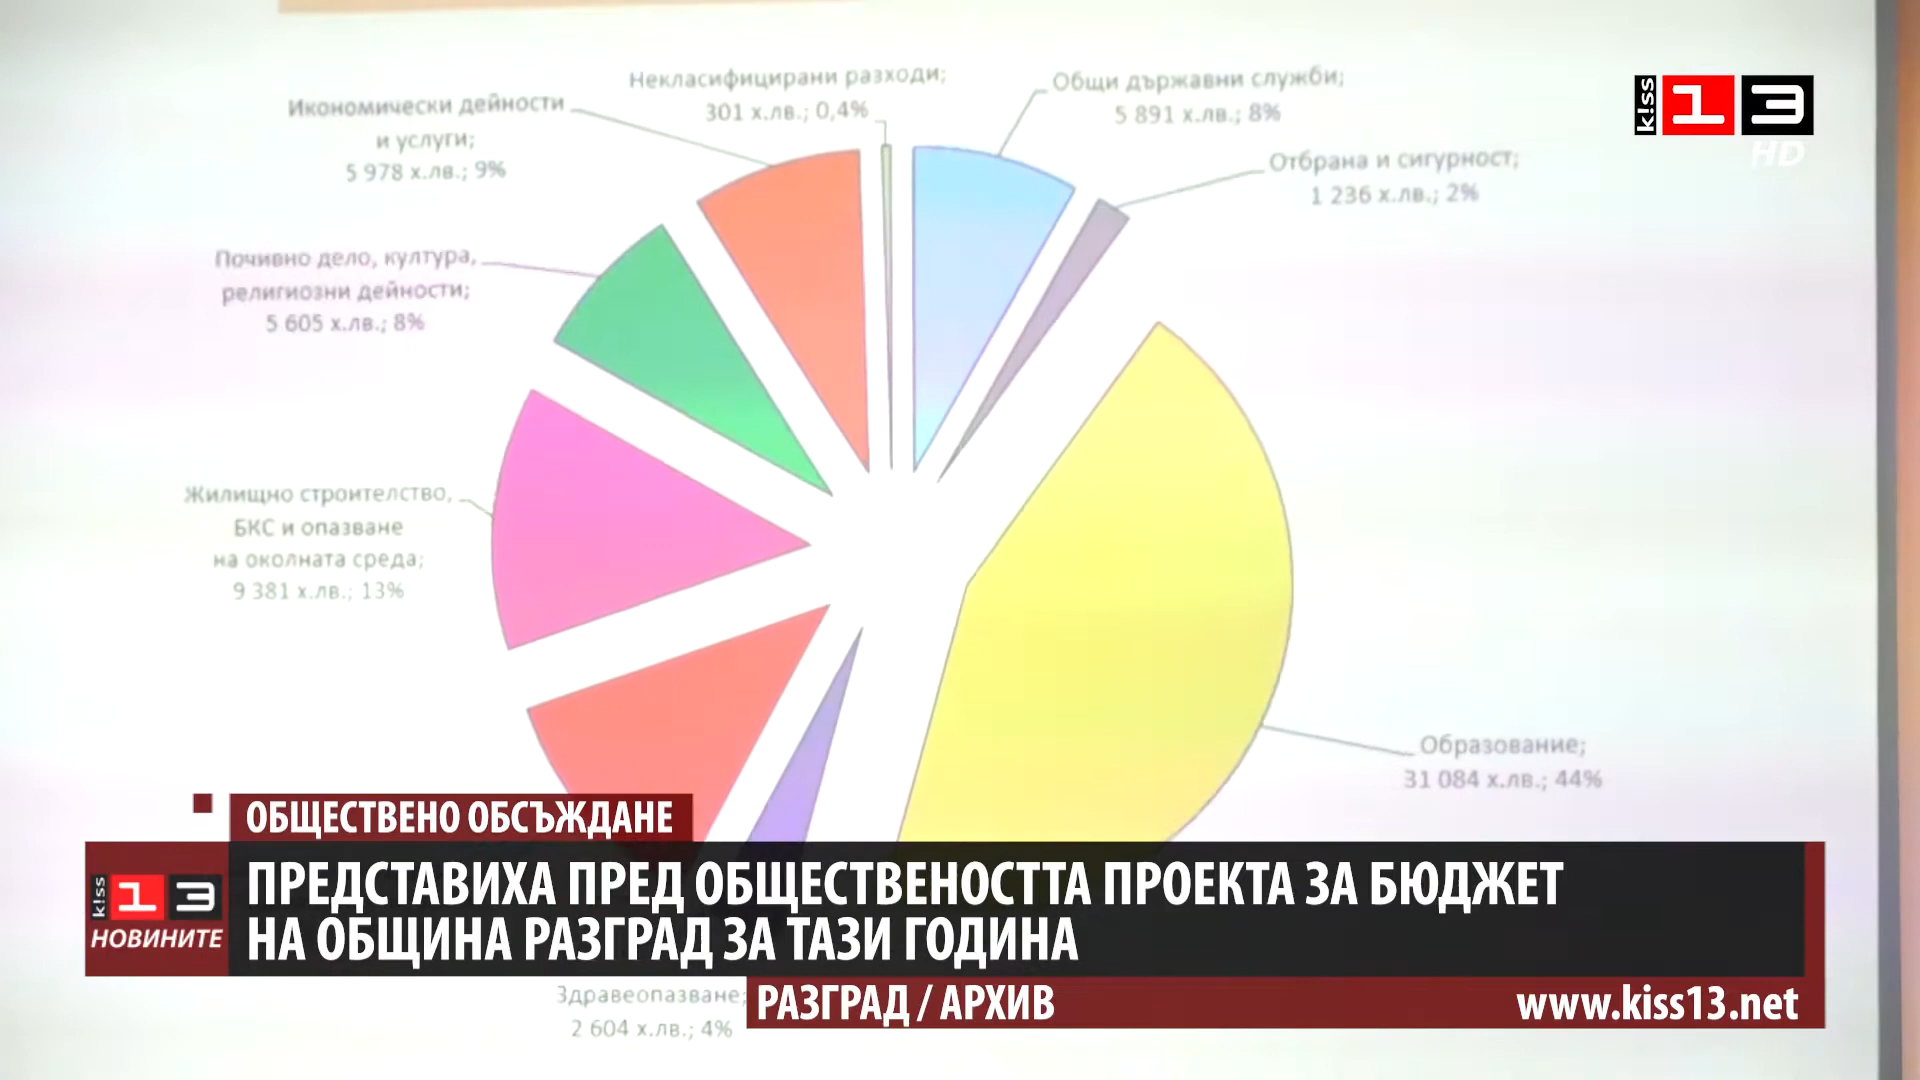 Некласифицирани разходи;
301 х.лв.; 0,4%
Общи държавни служби;
5 891 х.лв.; 8%
Икономически дейности
и услуги;
5 978 х.лв.; 9%
Отбрана и сигурност;
1 236 х.лв.; 2%
k!ss 13
HD
Почивно дело, култура,
религиозни дейности;
5 605 х.лв.; 8%
Жилищно строителство,
БКС и опазване
на околната среда;
9 381 х.лв.; 13%
Образование;
31 084 х.лв.; 44%
ОБЩЕСТВЕНО ОБСЪЖДАНЕ
ПРЕДСТАВИХА ПРЕД ОБЩЕСТВЕНОСТТА ПРОЕКТА ЗА БЮДЖЕТ
НА ОБЩИНА РАЗГРАД ЗА ТАЗИ ГОДИНА
k!ss 13
НОВИНИТЕ
Здравеопазване;
2 604 х.лв.; 4%
РАЗГРАД / АРХИВ
www.kiss13.net